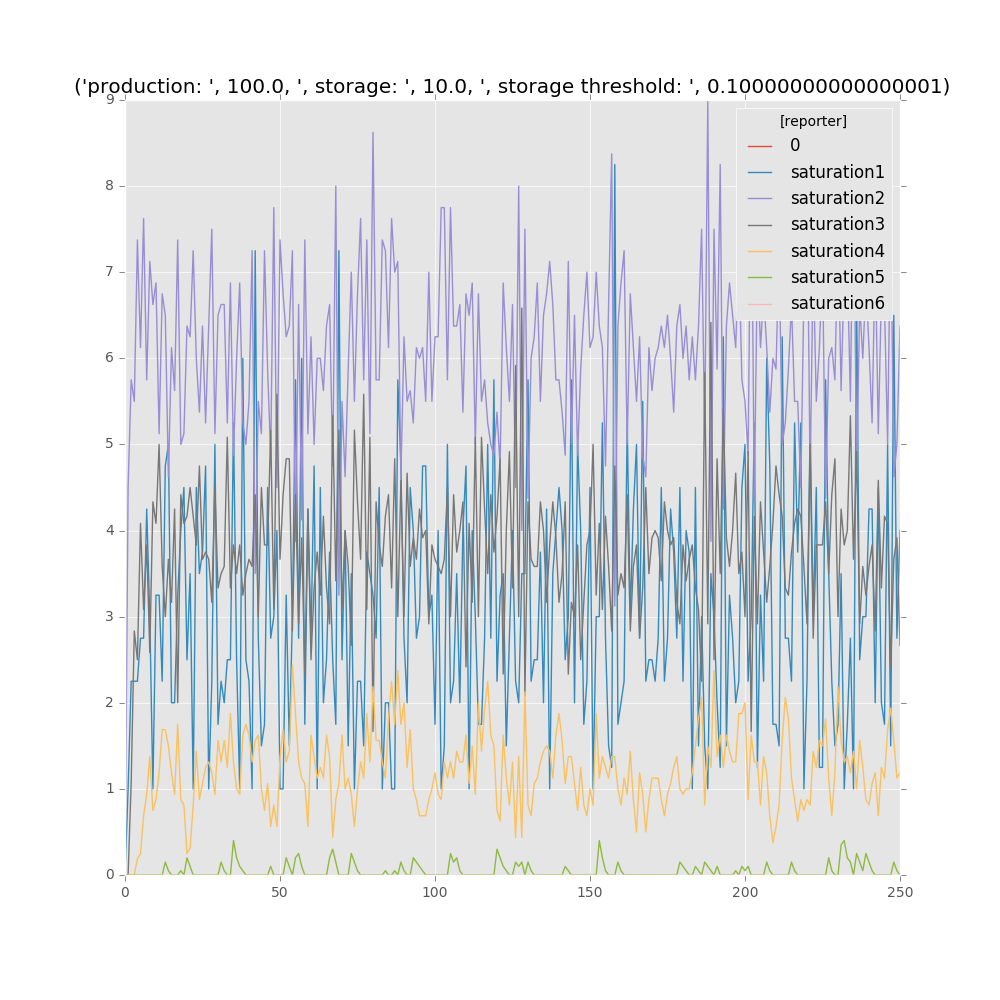 ('production: ', 100.0, ', storage: ', 10.0, ', storage threshold: ', 0.10000000000000001)
9
8
7
6
5
4
3
2
1
0
[reporter]
0
saturation1
saturation2
saturation3
saturation4
saturation5
saturation6
0 50 100 150 200 250